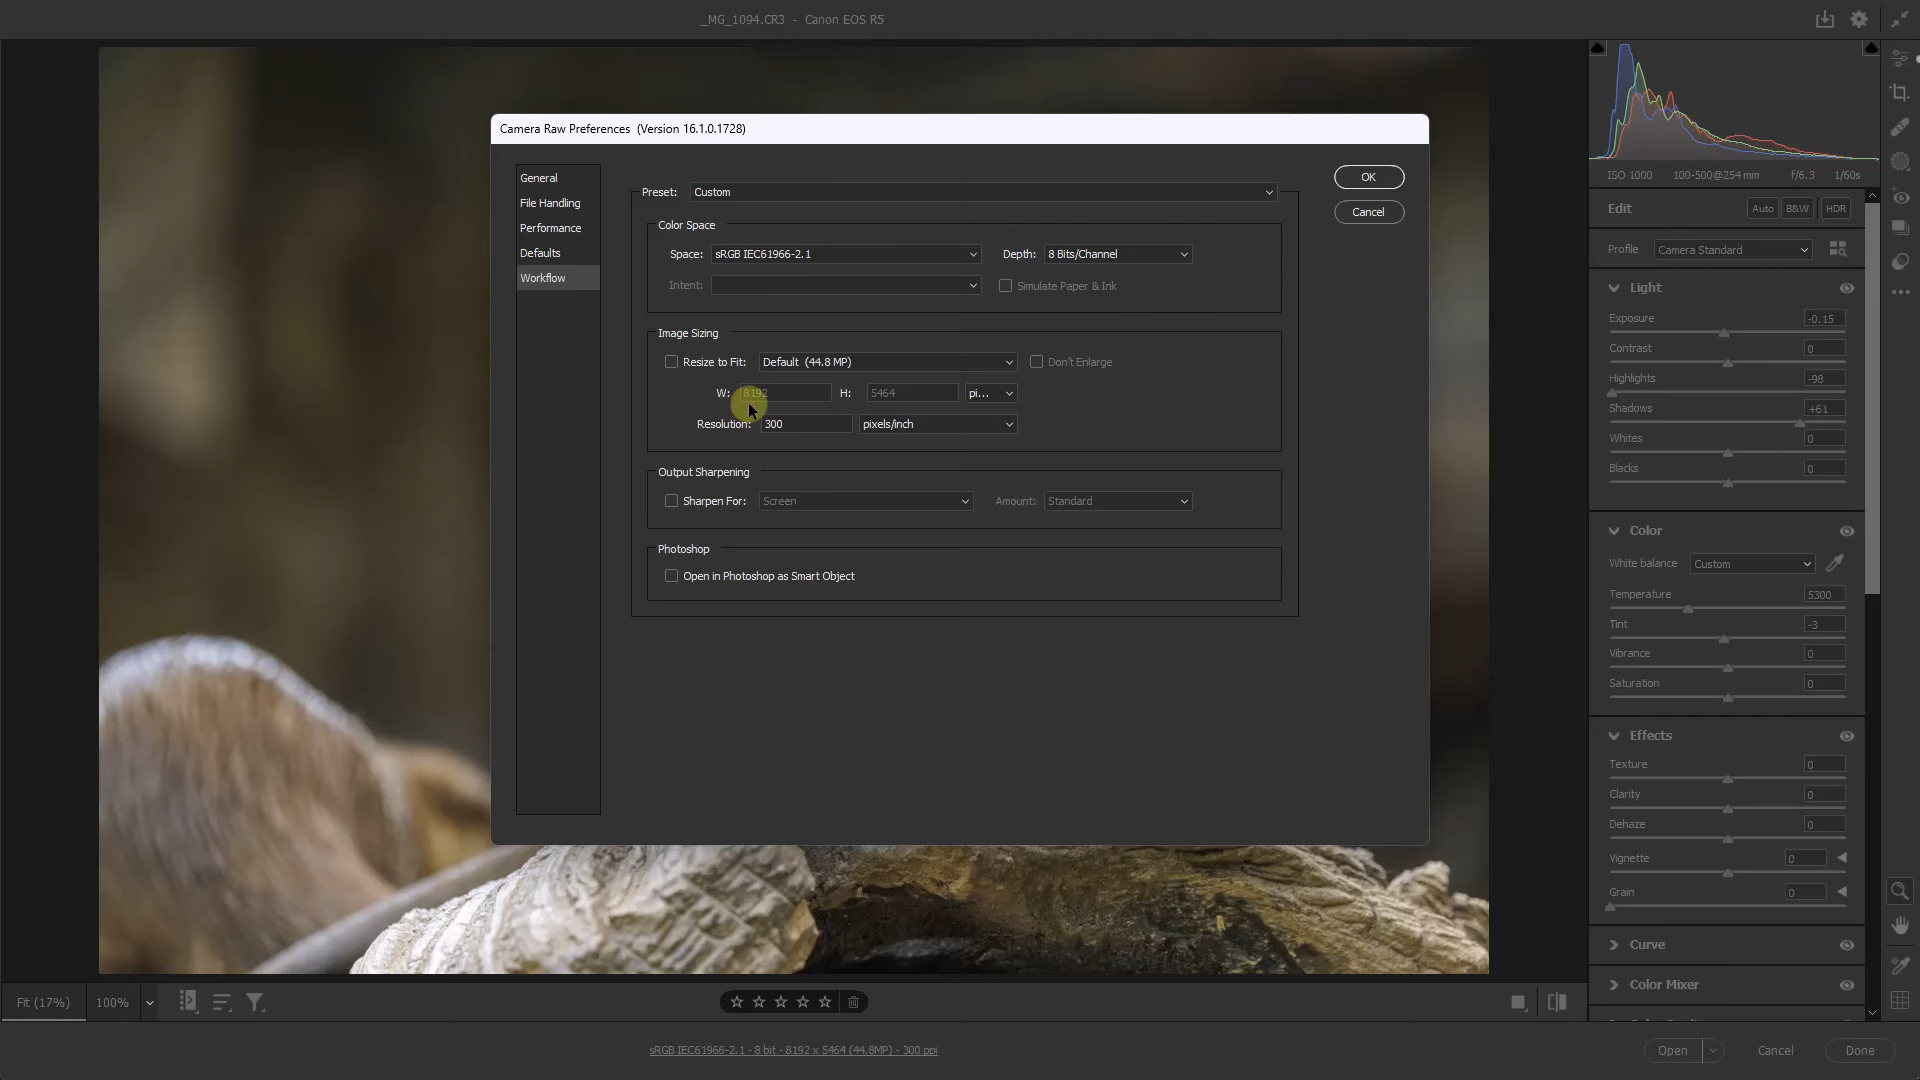 _MG_1094.CR3 - Canon EOS R5
Camera Raw Preferences (Version 16.1.0.1728)
General
File Handling
Performance
Defaults
Workflow
Preset: Custom
OK
Cancel
Color Space
Space: sRGB IEC61966-2.1 Depth: 8 Bits/Channel
Intent: Simulate Paper & Ink
Image Sizing
Resize to Fit: Default (44.8 MP) Don't Enlarge
W: 8192 H: 5464 pi...
Resolution: 300 pixels/inch
Output Sharpening
Sharpen For: Screen Amount: Standard
Photoshop
Open in Photoshop as Smart Object
ISO 1000 100-500@254 mm f/6.3 1/60s
Edit Auto B&W HDR
Profile Camera Standard
Light
Exposure -0.15
Contrast 0
Highlights -98
Shadows +61
Whites 0
Blacks 0
Color
White balance Custom
Temperature 5300
Tint -3
Vibrance 0
Saturation 0
Effects
Texture 0
Clarity 0
Dehaze 0
Vignette 0
Grain 0
Curve
Color Mixer
Fit (17%) 100%
sRGB IEC61966-2.1 - 8 bit - 8192 x 5464 (44.8MP) - 300 ppi
Open Cancel Done